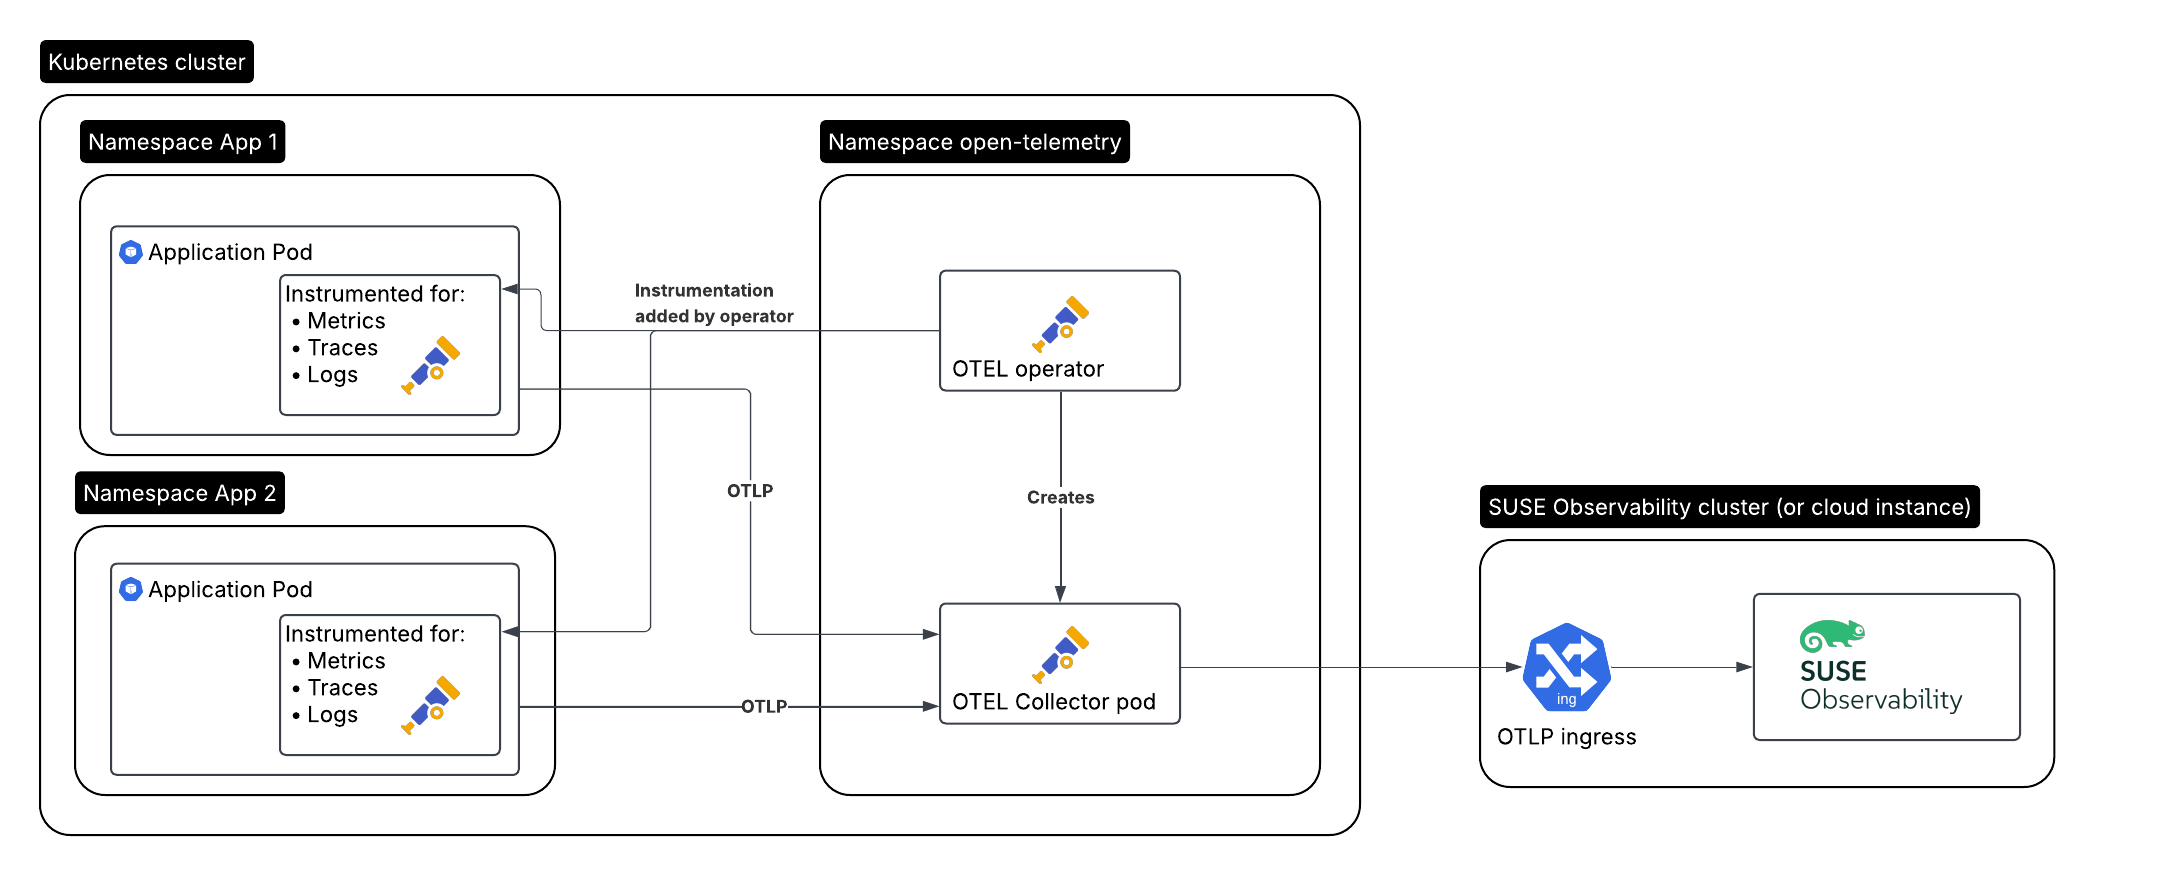 Kubernetes cluster
Namespace App 1
Application Pod
Instrumented for:
• Metrics
• Traces
• Logs
Namespace App 2
Application Pod
Instrumented for:
• Metrics
• Traces
• Logs
Instrumentation
added by operator
OTLP
OTLP
Namespace open-telemetry
OTEL operator
Creates
OTEL Collector pod
SUSE Observability cluster (or cloud instance)
ing
OTLP ingress
SUSE
Observability